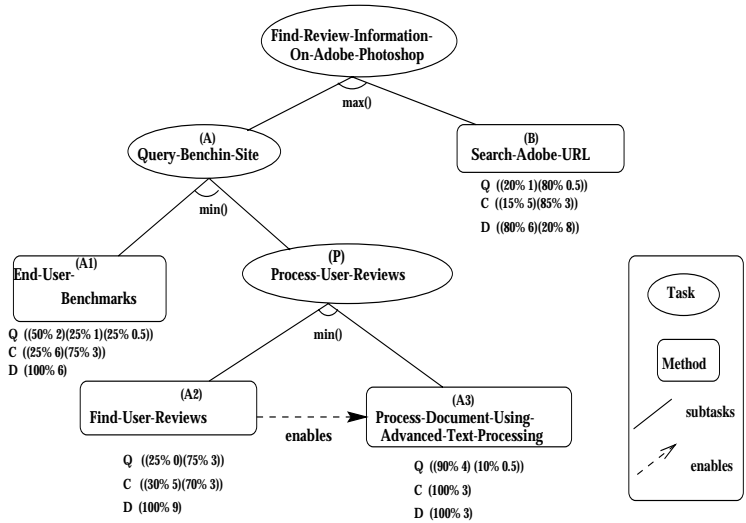 Find-Review-Information-
On-Adobe-Photoshop
max()
(A)
Query-Benchin-Site
(B)
Search-Adobe-URL
Q ((20% 1)(80% 0.5))
C ((15% 5)(85% 3))
D ((80% 6)(20% 8))
min()
(A1)
End-User-
Benchmarks
Q ((50% 2)(25% 1)(25% 0.5))
C ((25% 6)(75% 3))
D (100% 6)
(P)
Process-User-Reviews
min()
(A2)
Find-User-Reviews
Q ((25% 0)(75% 3))
C ((30% 5)(70% 3))
D (100% 9)
enables
(A3)
Process-Document-Using-
Advanced-Text-Processing
Q ((90% 4) (10% 0.5))
C (100% 3)
D (100% 3)
Task
Method
subtasks
enables